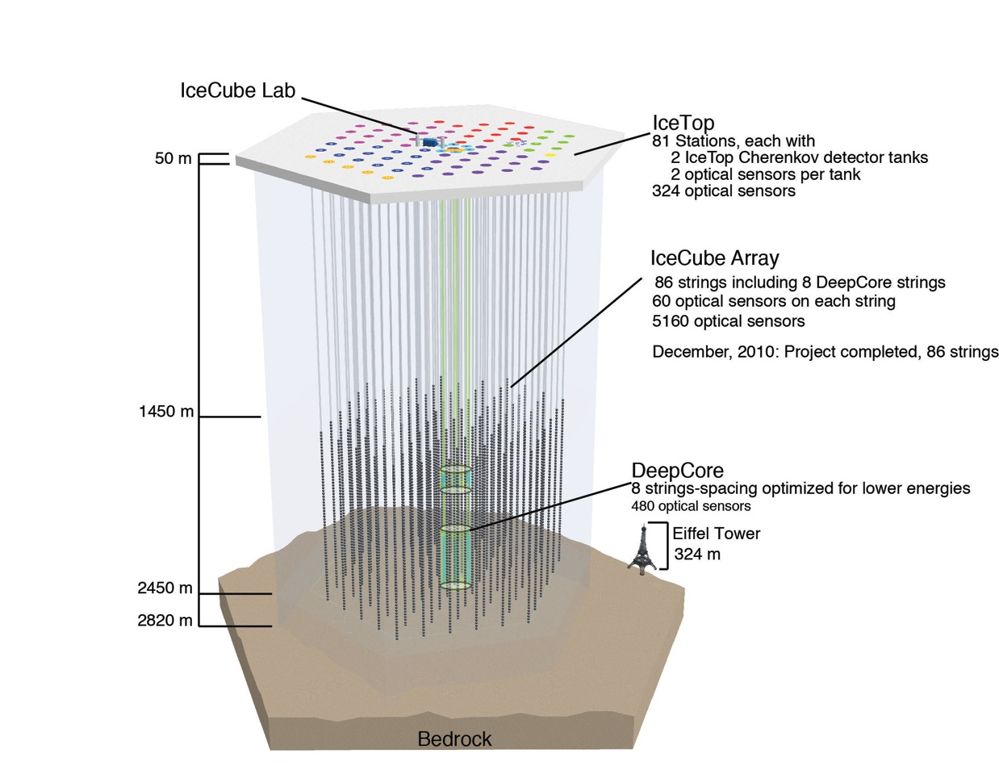 IceCube Lab
IceTop
81 Stations, each with
2 IceTop Cherenkov detector tanks
2 optical sensors per tank
324 optical sensors
50 m
IceCube Array
86 strings including 8 DeepCore strings
60 optical sensors on each string
5160 optical sensors
December, 2010: Project completed, 86 strings
1450 m
DeepCore
8 strings-spacing optimized for lower energies
480 optical sensors
Eiffel Tower
324 m
2450 m
2820 m
Bedrock